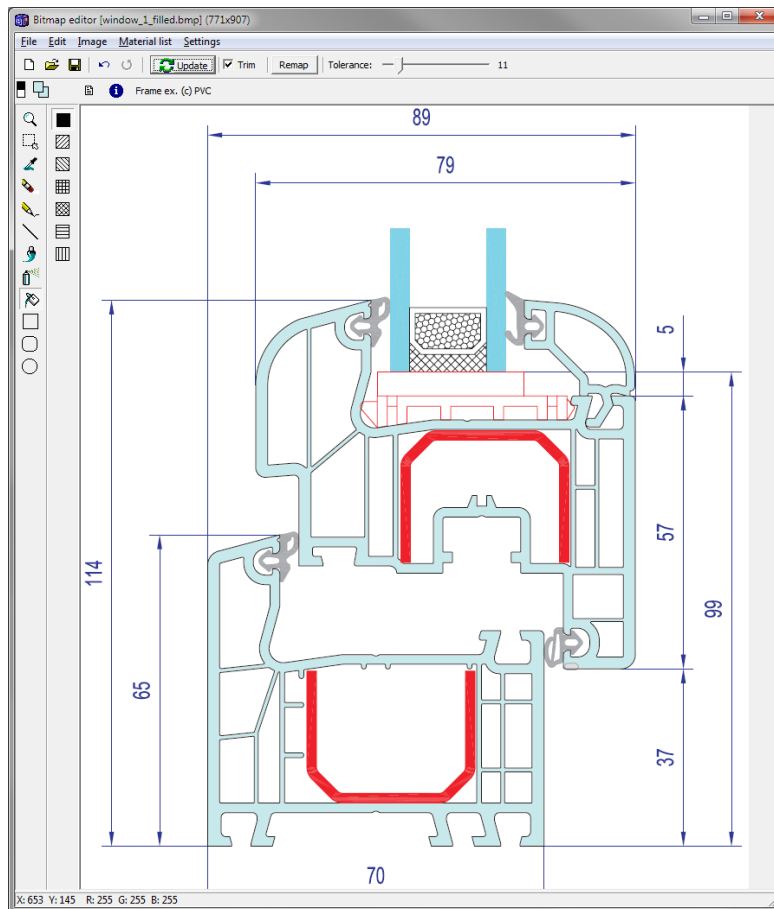 Bitmap editor [window_1_filled.bmp] (771x907)
File Edit Image Material list Settings
Update Trim Remap Tolerance: 11
Frame ex. (c) PVC
89
79
5
114
57
99
65
37
70
X: 653 Y: 145 R: 255 G: 255 B: 255